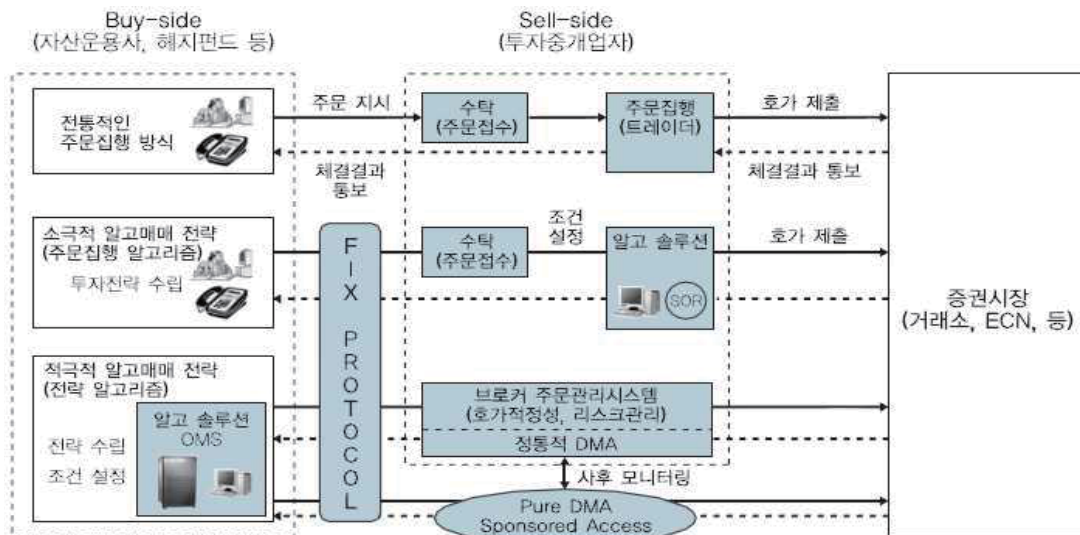 Buy-side
(자산운용사, 헤지펀드 등)
Sell-side
(투자중개업자)
전통적인
주문집행 방식
주문 지시
수탁
(주문접수)
주문집행
(트레이더)
호가 제출
체결결과
통보
체결결과 통보
소극적 알고매매 전략
(주문집행 알고리즘)
투자전략 수립
FIX PROTOCOL
수탁
(주문접수)
조건
설정
알고 솔루션
SOR
호가 제출
증권시장
(거래소, ECN, 등)
적극적 알고매매 전략
(전략 알고리즘)
알고 솔루션
OMS
전략 수립
조건 설정
브로커 주문관리시스템
(호가적정성, 리스크관리)
정통적 DMA
사후 모니터링
Pure DMA
Sponsored Access